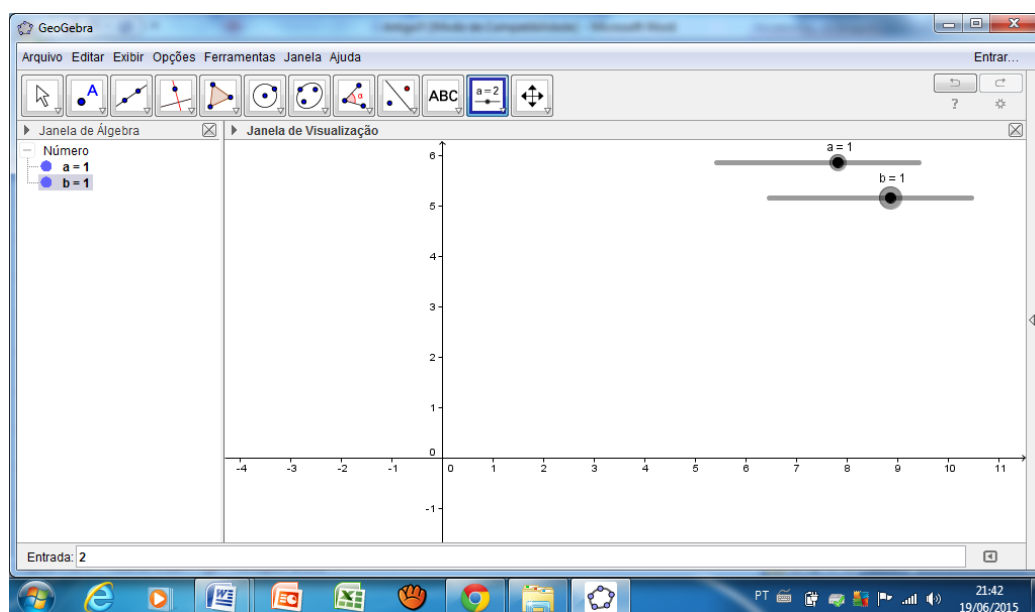 GeoGebra
Arquivo Editar Exibir Opções Ferramentas Janela Ajuda Entrar...
A α ABC a=2 ?
Janela de Álgebra Janela de Visualização
Número
a = 1
b = 1
a = 1
b = 1
6
5
4
3
2
1
0
-4 -3 -2 -1 0 1 2 3 4 5 6 7 8 9 10 11
-1
Entrada: 2
PT 21:42
19/06/2015